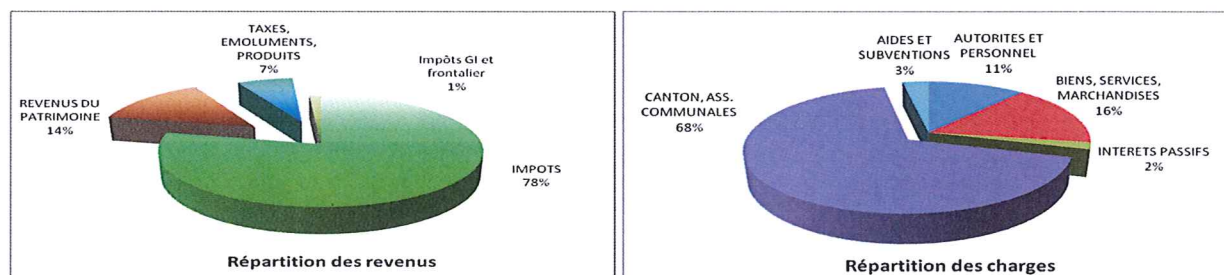 TAXES,
EMOLUMENTS,
PRODUITS
7%
Impôts GI et
frontalier
1%
REVENUS DU
PATRIMOINE
14%
IMPOTS
78%
Répartition des revenus
AIDES ET
SUBVENTIONS
3%
AUTORITES ET
PERSONNEL
11%
BIENS, SERVICES,
MARCHANDISES
16%
CANTON, ASS.
COMMUNALES
68%
INTERETS PASSIFS
2%
Répartition des charges